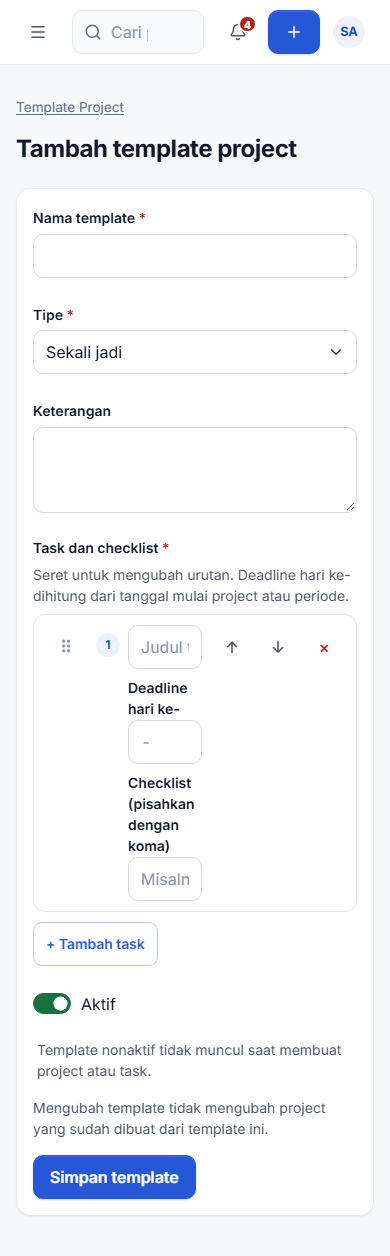 Cari
4
+
SA
Template Project
Tambah template project
Nama template *
Tipe *
Sekali jadi
Keterangan
Task dan checklist *
Seret untuk mengubah urutan. Deadline hari ke-
dihitung dari tanggal mulai project atau periode.
1
Judul
↑
↓
×
Deadline
hari ke-
-
Checklist
(pisahkan
dengan
koma)
Misaln
+ Tambah task
Aktif
Template nonaktif tidak muncul saat membuat
project atau task.
Mengubah template tidak mengubah project
yang sudah dibuat dari template ini.
Simpan template